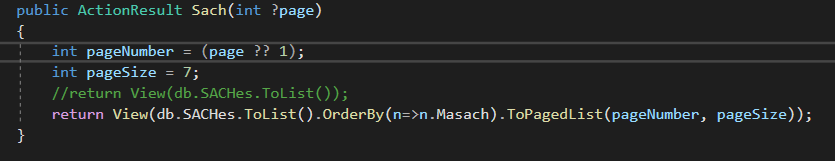 public ActionResult Sach(int ?page)
{
int pageNumber = (page ?? 1);
int pageSize = 7;
//return View(db.SACHes.ToList());
return View(db.SACHes.ToList().OrderBy(n=>n.Masach).ToPagedList(pageNumber, pageSize));
}